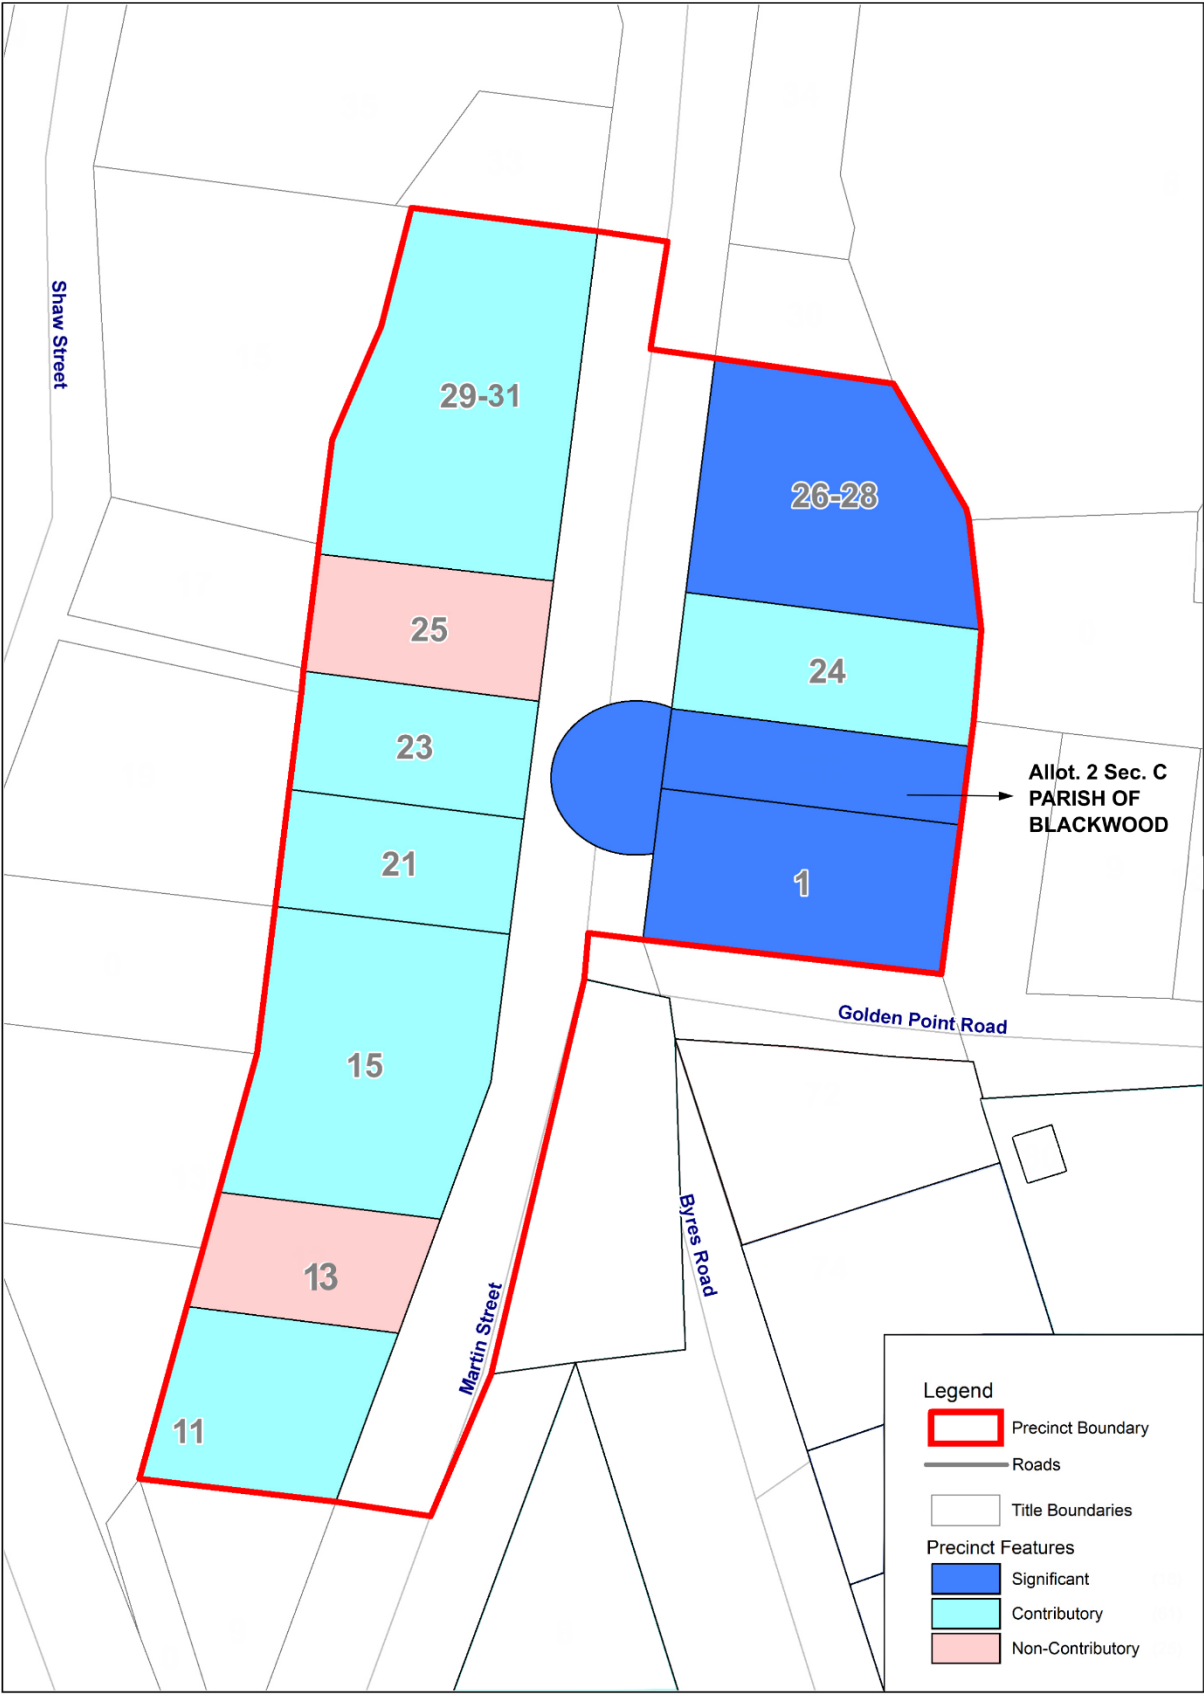 Shaw Street
29-31
26-28
25
24
23
Allot. 2 Sec. C
PARISH OF
BLACKWOOD
21
1
Golden Point Road
15
Byres Road
13
Martin Street
11
Legend
Precinct Boundary
Roads
Title Boundaries
Precinct Features
Significant
Contributory
Non-Contributory